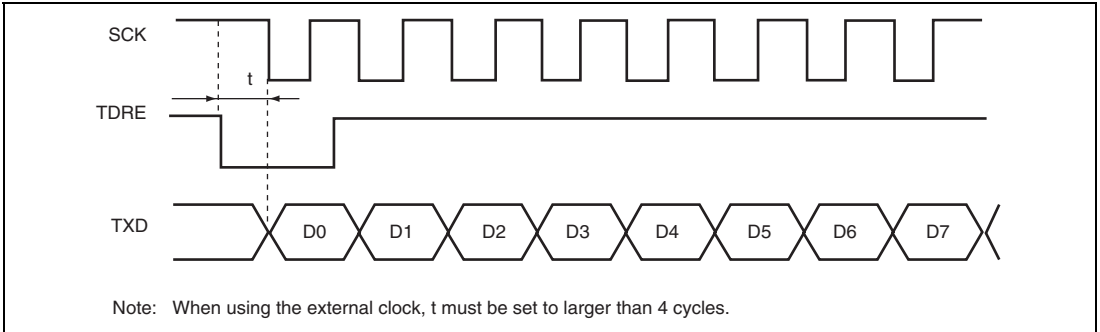 SCK
t
TDRE
TXD D0 D1 D2 D3 D4 D5 D6 D7
Note: When using the external clock, t must be set to larger than 4 cycles.